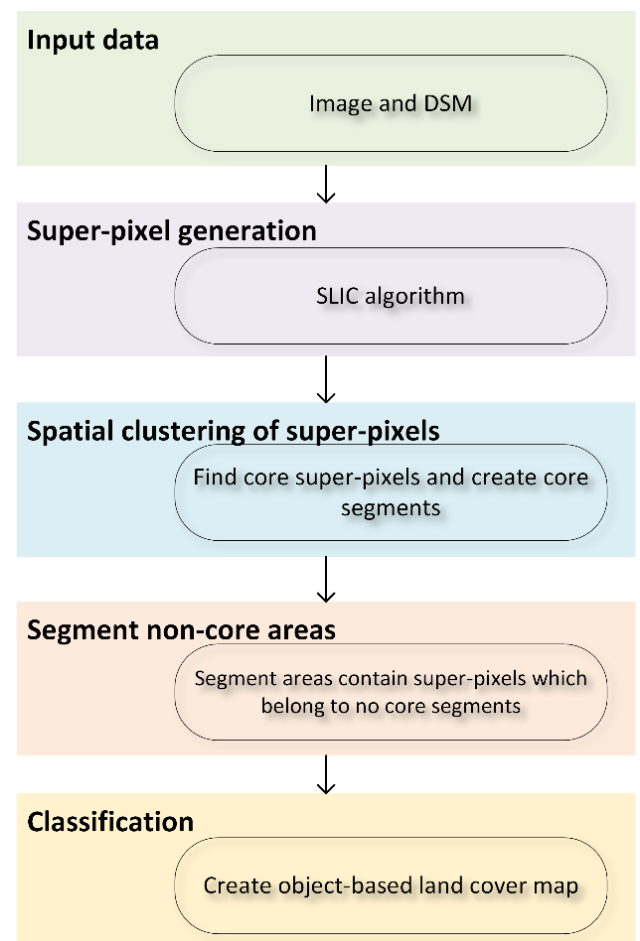 Input data
Image and DSM
Super-pixel generation
SLIC algorithm
Spatial clustering of super-pixels
Find core super-pixels and create core
segments
Segment non-core areas
Segment areas contain super-pixels which
belong to no core segments
Classification
Create object-based land cover map